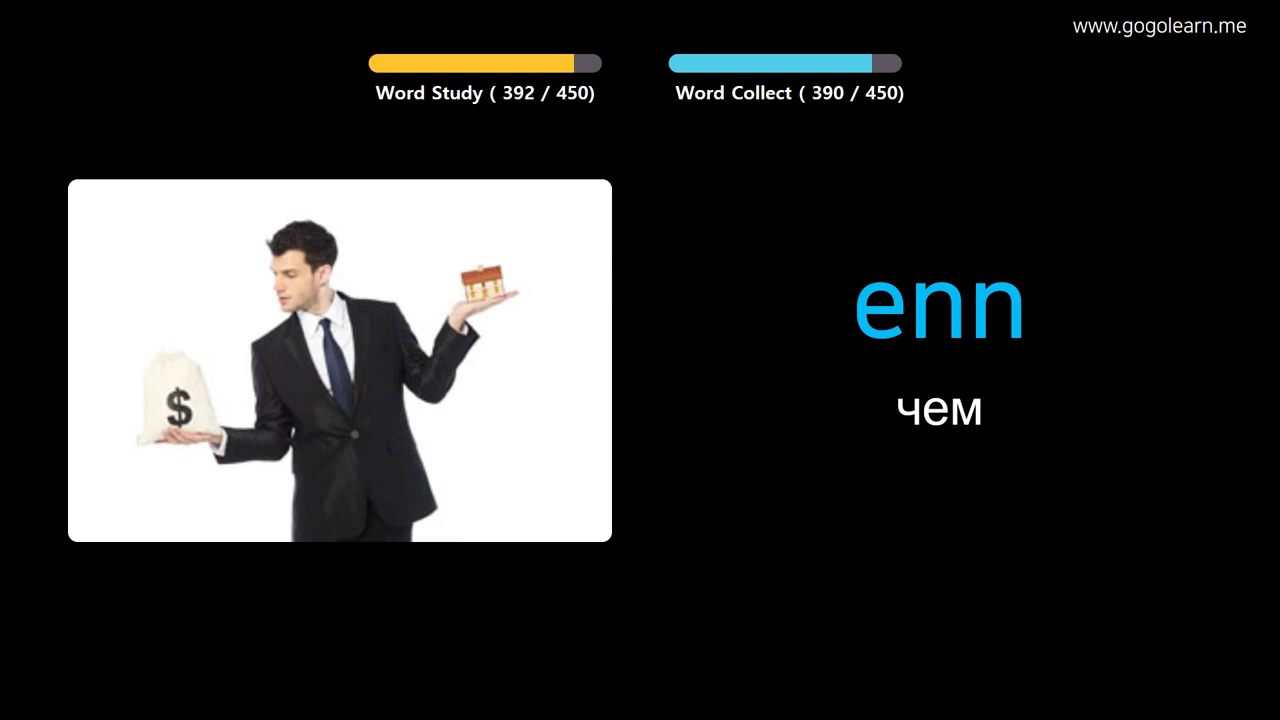 www.gogolearn.me
Word Study ( 392 / 450)
Word Collect ( 390 / 450)
$
enn
чем